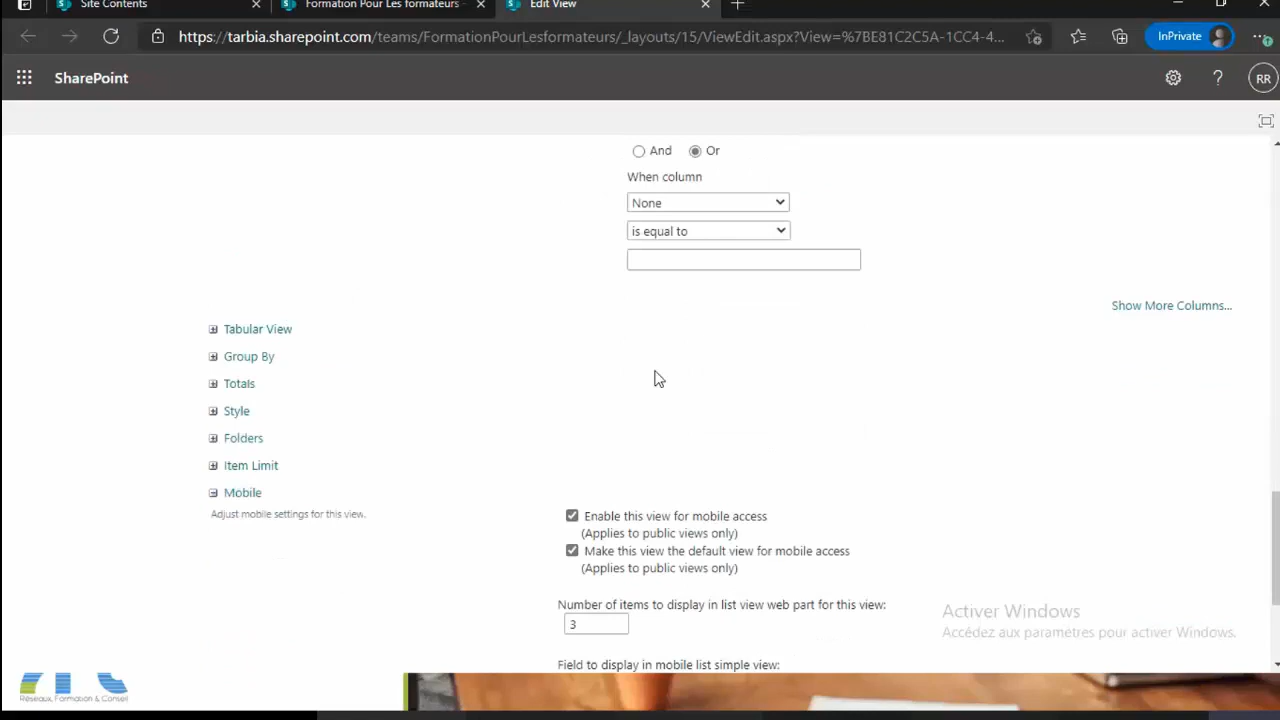 Site Contents
Formation Pour Les formateurs -
Edit View
https://tarbia.sharepoint.com/teams/FormationPourLesformateurs/_layouts/15/ViewEdit.aspx?View=%7BE81C2C5A-1CC4-4...
InPrivate
SharePoint
?
RR
And
Or
When column
None
is equal to
Show More Columns...
Tabular View
Group By
Totals
Style
Folders
Item Limit
Mobile
Adjust mobile settings for this view.
Enable this view for mobile access
(Applies to public views only)
Make this view the default view for mobile access
(Applies to public views only)
Number of items to display in list view web part for this view:
3
Field to display in mobile list simple view:
Activer Windows
Accédez aux paramètres pour activer Windows.
Réseaux, Formation & Conseil